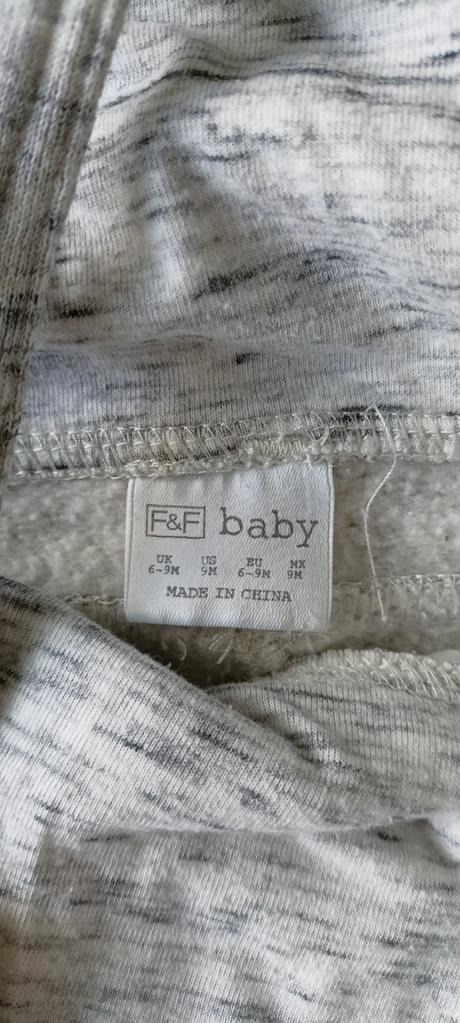 F&F baby
UK US EU MX
6-9M 9M 6-9M 9M
MADE IN CHINA